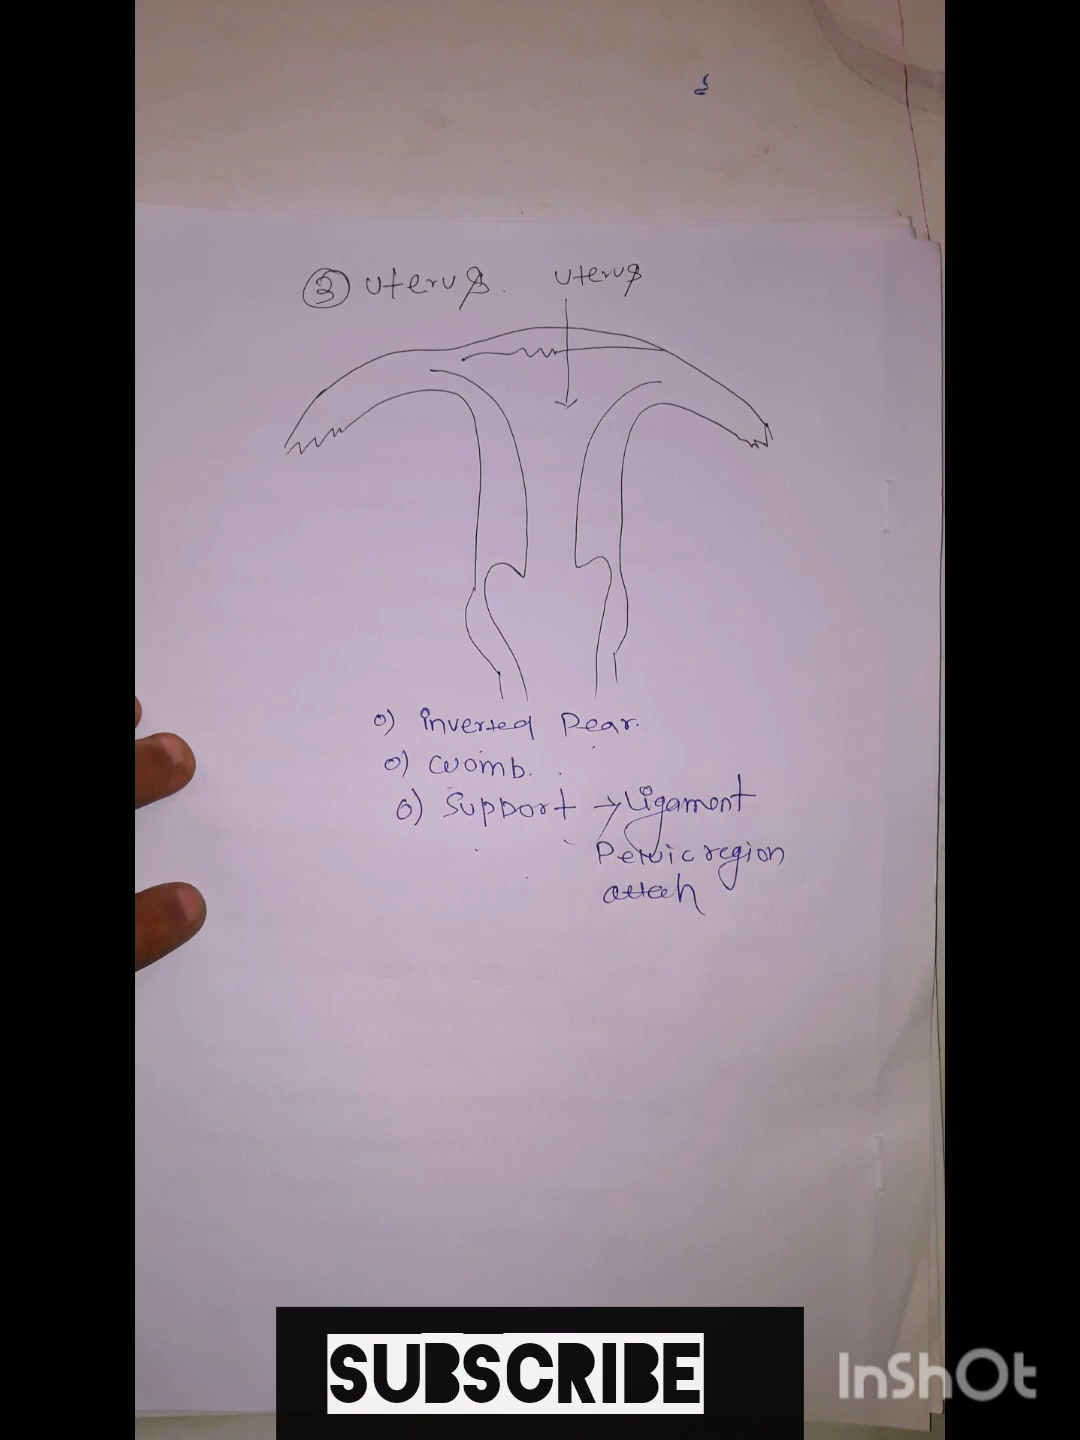 ③ uterus.
uterus
o) inverted Pear.
o) womb.
o) Support → Ligament
Pelvic region
attach
SUBSCRIBE
InShOt